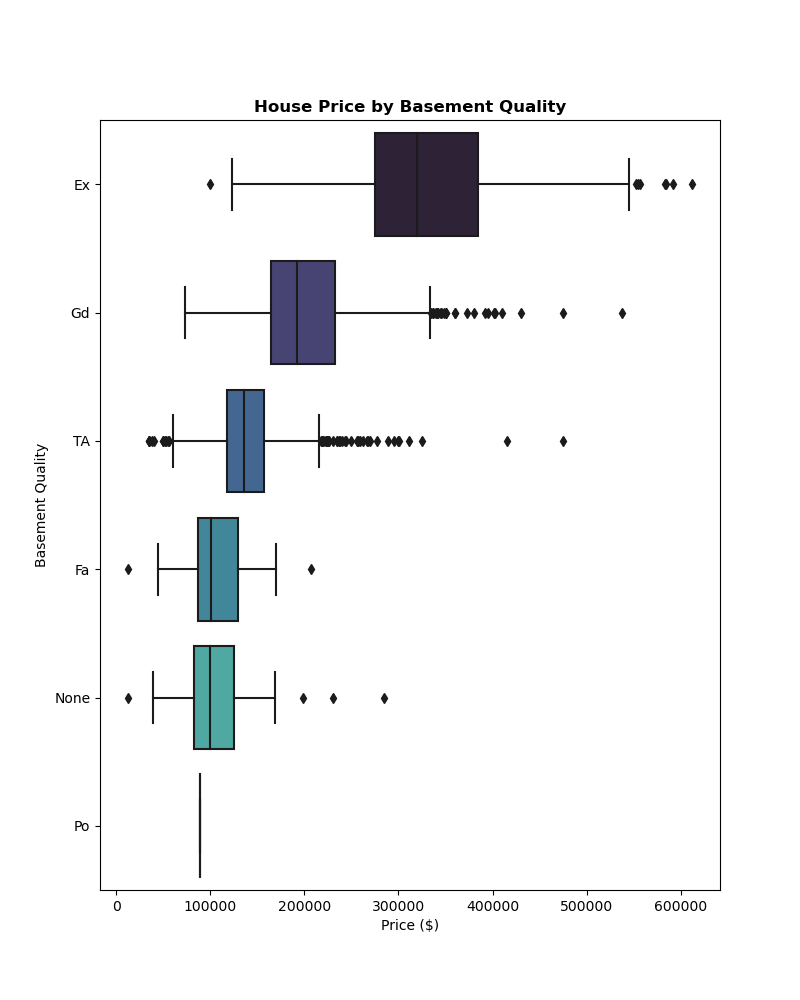 House Price by Basement Quality
Ex
Gd
TA
Fa
None
Po
Basement Quality
0 100000 200000 300000 400000 500000 600000
Price ($)